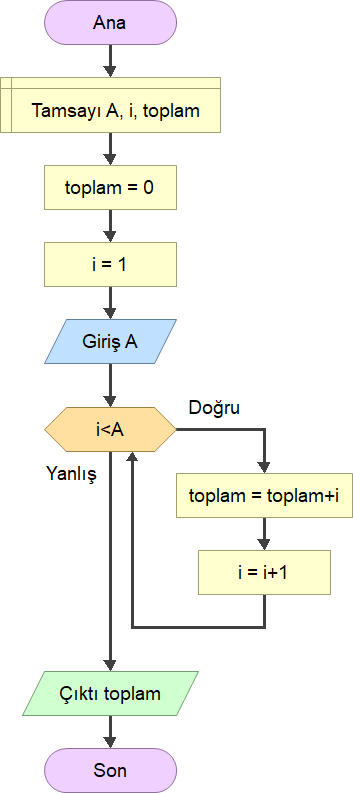 Ana
Tamsayı A, i, toplam
toplam = 0
i = 1
Giriş A
i<A
Doğru
Yanlış
toplam = toplam+i
i = i+1
Çıktı toplam
Son